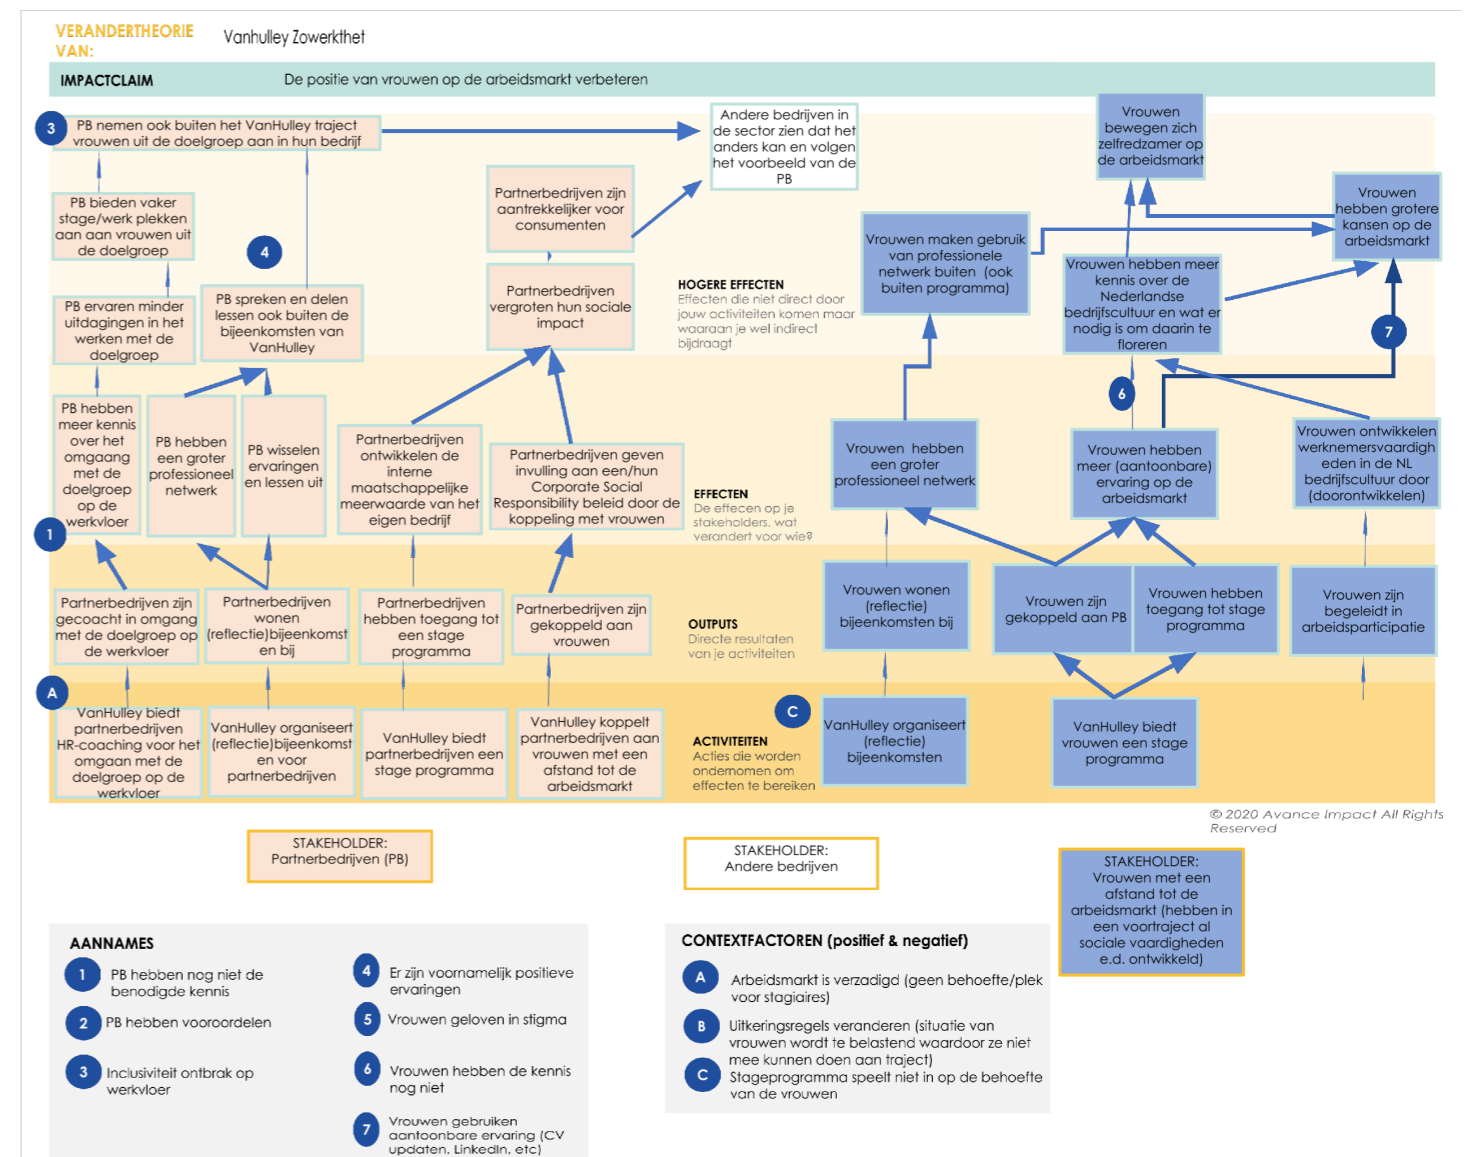 VERANDERTHEORIE
VAN:
Vanhulley Zowerkthet
IMPACTCLAIM
De positie van vrouwen op de arbeidsmarkt verbeteren
3
PB nemen ook buiten het VanHulley traject
vrouwen uit de doelgroep aan in hun bedrijf
Andere bedrijven in
de sector zien dat het
anders kan en volgen
het voorbeeld van de
PB
Vrouwen
bewegen zich
zelfredzamer op
de arbeidsmarkt
PB bieden vaker
stage/werk plekken
aan aan vrouwen uit
de doelgroep
4
Partnerbedrijven zijn
aantrekkelijker voor
consumenten
Vrouwen maken gebruik
van professionele
netwerk buiten (ook
buiten programma)
Vrouwen
hebben grotere
kansen op de
arbeidsmarkt
PB ervaren minder
uitdagingen in het
werken met de
doelgroep
PB spreken en delen
lessen ook buiten de
bijeenkomsten van
VanHulley
Partnerbedrijven
vergroten hun sociale
impact
HOGERE EFFECTEN
Effecten die niet direct door
jouw activiteiten komen maar
waaraan je wel indirect
bijdraagt
Vrouwen hebben meer
kennis over de
Nederlandse
bedrijfscultuur en wat er
nodig is om daarin te
floreren
7
6
PB hebben
meer kennis
over het
omgaang
met de
doelgroep
op de
werkvloer
1
PB hebben
een groter
professioneel
netwerk
PB wisselen
ervaringen
en lessen uit
Partnerbedrijven
ontwikkelen de
interne
maatschappelijke
meerwaarde van het
eigen bedrijf
Partnerbedrijven geven
invulling aan een/hun
Corporate Social
Responsibility beleid door de
koppeling met vrouwen
EFFECTEN
De effecen op je
stakeholders, wat
verandert voor wie?
Vrouwen hebben
een groter
professioneel netwerk
Vrouwen hebben
meer (aantoonbare)
ervaring op de
arbeidsmarkt
Vrouwen ontwikkelen
werknemersvaardigh
eden in de NL
bedrijfscultuur door
(doorontwikkelen)
Partnerbedrijven zijn
gecoacht in omgang
met de doelgroep op
de werkvloer
Partnerbedrijven
wonen
(reflectie)bijeenkomst
en bij
Partnerbedrijven
hebben toegang tot
een stage
programma
Partnerbedrijven zijn
gekoppeld aan
vrouwen
OUTPUTS
Directe resultaten
van je activiteiten
Vrouwen wonen
(reflectie)
bijeenkomsten bij
Vrouwen zijn
gekoppeld aan PB
Vrouwen hebben
toegang tot stage
programma
Vrouwen zijn
begeleidt in
arbeidsparticipatie
A
VanHulley biedt
partnerbedrijven
HR-coaching voor het
omgaan met de
doelgroep op de
werkvloer
VanHulley organiseert
(reflectie)bijeenkomst
en voor
partnerbedrijven
VanHulley biedt
partnerbedrijven een
stage programma
VanHulley koppelt
partnerbedrijven aan
vrouwen met een
afstand tot de
arbeidsmarkt
ACTIVITEITEN
Acties die worden
ondernomen om
effecten te bereiken
C
VanHulley organiseert
(reflectie)
bijeenkomsten
VanHulley biedt
vrouwen een stage
programma
© 2020 Avance Impact All Rights
Reserved
STAKEHOLDER:
Partnerbedrijven (PB)
STAKEHOLDER:
Andere bedrijven
STAKEHOLDER:
Vrouwen met een
afstand tot de
arbeidsmarkt (hebben in
een voortraject al
sociale vaardigheden
e.d. ontwikkeld)
AANNAMES
1 PB hebben nog niet de
benodigde kennis
2 PB hebben vooroordelen
3 Inclusiviteit ontbrak op
werkvloer
4 Er zijn voornamelijk positieve
ervaringen
5 Vrouwen geloven in stigma
6 Vrouwen hebben de kennis
nog niet
7 Vrouwen gebruiken
aantoonbare ervaring (CV
updaten, LinkedIn, etc)
CONTEXTFACTOREN (positief & negatief)
A Arbeidsmarkt is verzadigd (geen behoefte/plek
voor stagiaires)
B Uitkeringsregels veranderen (situatie van
vrouwen wordt te belastend waardoor ze niet
mee kunnen doen aan traject)
C Stageprogramma speelt niet in op de behoefte
van de vrouwen